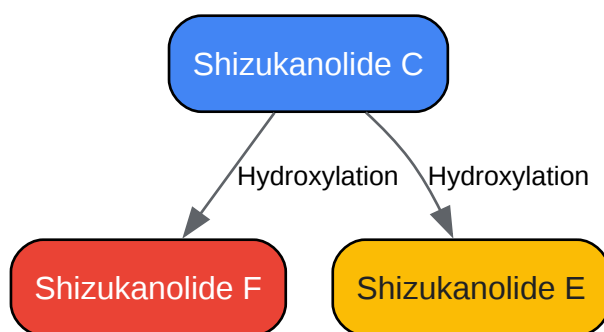 Shizukanolide C
Hydroxylation
Hydroxylation
Shizukanolide F
Shizukanolide E